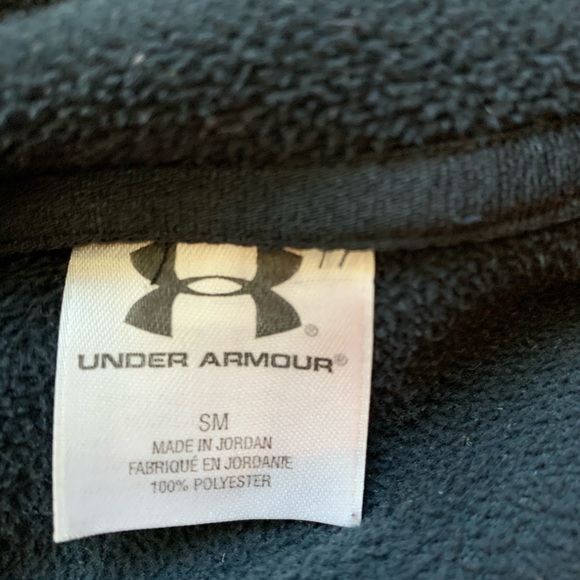 UNDER ARMOUR®
SM
MADE IN JORDAN
FABRIQUÉ EN JORDANIE
100% POLYESTER